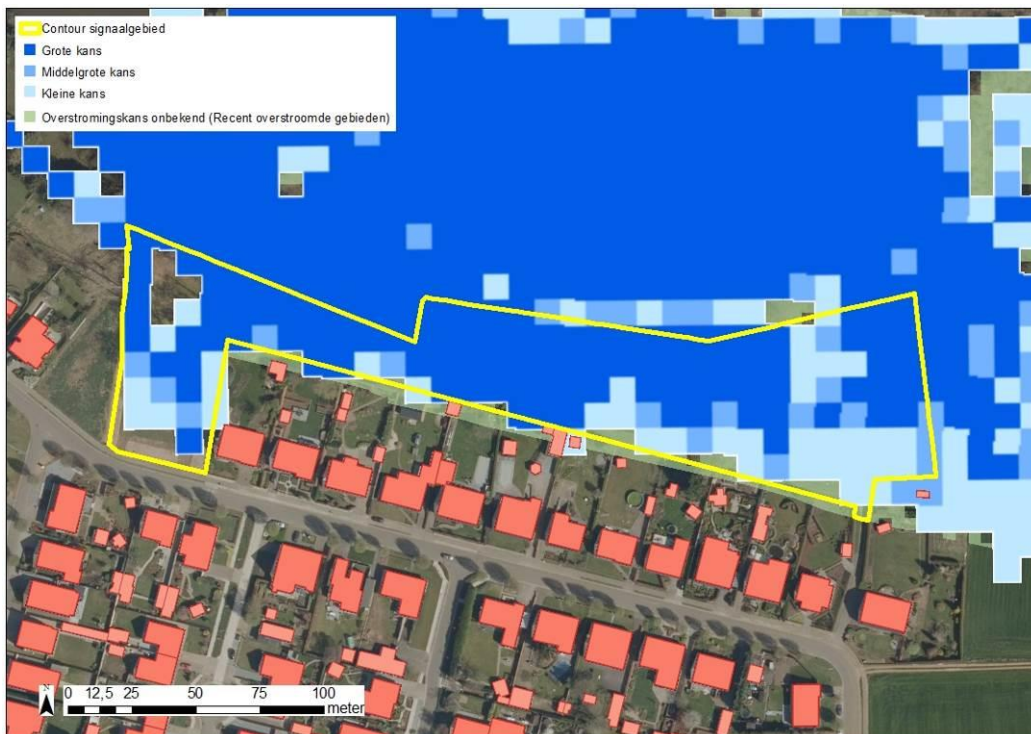 Contour signaalgebied
Grote kans
Middelgrote kans
Kleine kans
Overstromingskans onbekend (Recent overstroomde gebieden)
N
0 12,5 25 50 75 100
meter